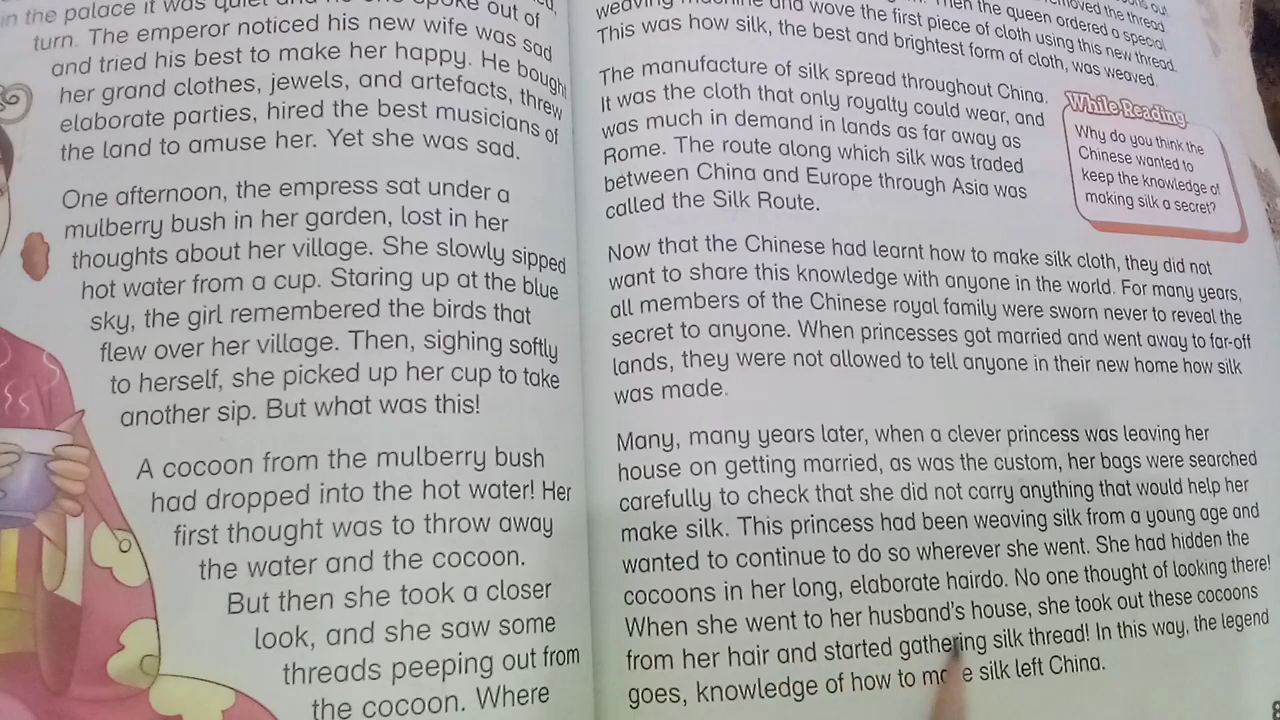 in the palace it was quiet and no one spoke out of
turn. The emperor noticed his new wife was sad
and tried his best to make her happy. He bought
her grand clothes, jewels, and artefacts, threw
elaborate parties, hired the best musicians of
the land to amuse her. Yet she was sad.
One afternoon, the empress sat under a
mulberry bush in her garden, lost in her
thoughts about her village. She slowly sipped
hot water from a cup. Staring up at the blue
sky, the girl remembered the birds that
flew over her village. Then, sighing softly
to herself, she picked up her cup to take
another sip. But what was this!
A cocoon from the mulberry bush
had dropped into the hot water! Her
first thought was to throw away
the water and the cocoon.
But then she took a closer
look, and she saw some
threads peeping out from
the cocoon. Where
removed the thread
Then the queen ordered a special
weaving machine and wove the first piece of cloth using this new thread.
This was how silk, the best and brightest form of cloth, was weaved.
The manufacture of silk spread throughout China.
It was the cloth that only royalty could wear, and
was much in demand in lands as far away as
Rome. The route along which silk was traded
between China and Europe through Asia was
called the Silk Route.
While Reading
Why do you think the
Chinese wanted to
keep the knowledge of
making silk a secret?
Now that the Chinese had learnt how to make silk cloth, they did not
want to share this knowledge with anyone in the world. For many years,
all members of the Chinese royal family were sworn never to reveal the
secret to anyone. When princesses got married and went away to far-off
lands, they were not allowed to tell anyone in their new home how silk
was made.
Many, many years later, when a clever princess was leaving her
house on getting married, as was the custom, her bags were searched
carefully to check that she did not carry anything that would help her
make silk. This princess had been weaving silk from a young age and
wanted to continue to do so wherever she went. She had hidden the
cocoons in her long, elaborate hairdo. No one thought of looking there!
When she went to her husband's house, she took out these cocoons
from her hair and started gathering silk thread! In this way, the legend
goes, knowledge of how to make silk left China.